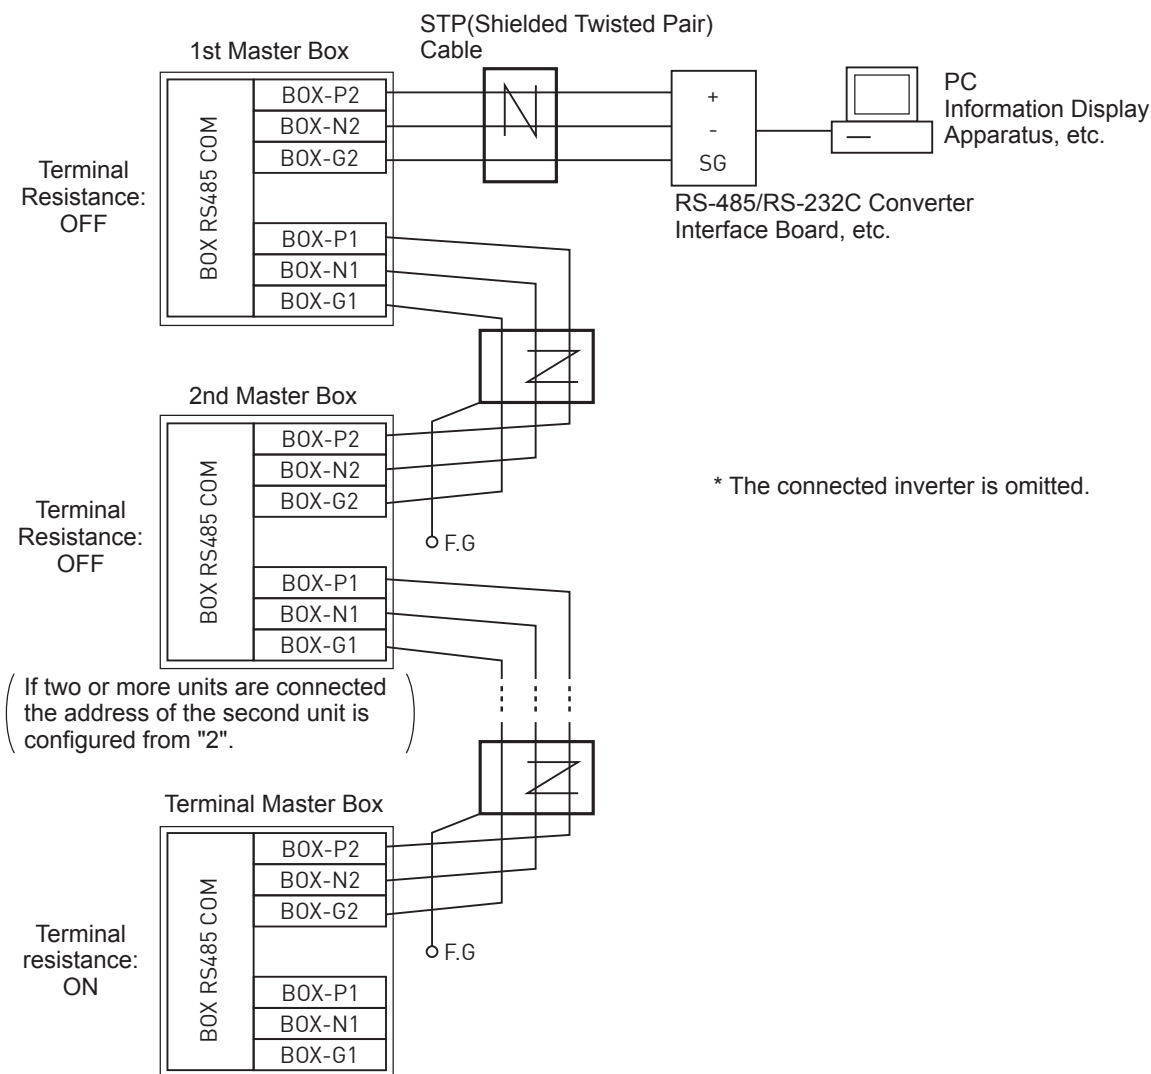 STP(Shielded Twisted Pair)
Cable
1st Master Box
BOX RS485 COM
BOX-P2
BOX-N2
BOX-G2
BOX-P1
BOX-N1
BOX-G1
Terminal
Resistance:
OFF
+
-
SG
RS-485/RS-232C Converter
Interface Board, etc.
PC
Information Display
Apparatus, etc.
2nd Master Box
BOX RS485 COM
BOX-P2
BOX-N2
BOX-G2
BOX-P1
BOX-N1
BOX-G1
Terminal
Resistance:
OFF
F.G
* The connected inverter is omitted.
( If two or more units are connected
the address of the second unit is
configured from "2". )
Terminal Master Box
BOX RS485 COM
BOX-P2
BOX-N2
BOX-G2
BOX-P1
BOX-N1
BOX-G1
Terminal
resistance:
ON
F.G